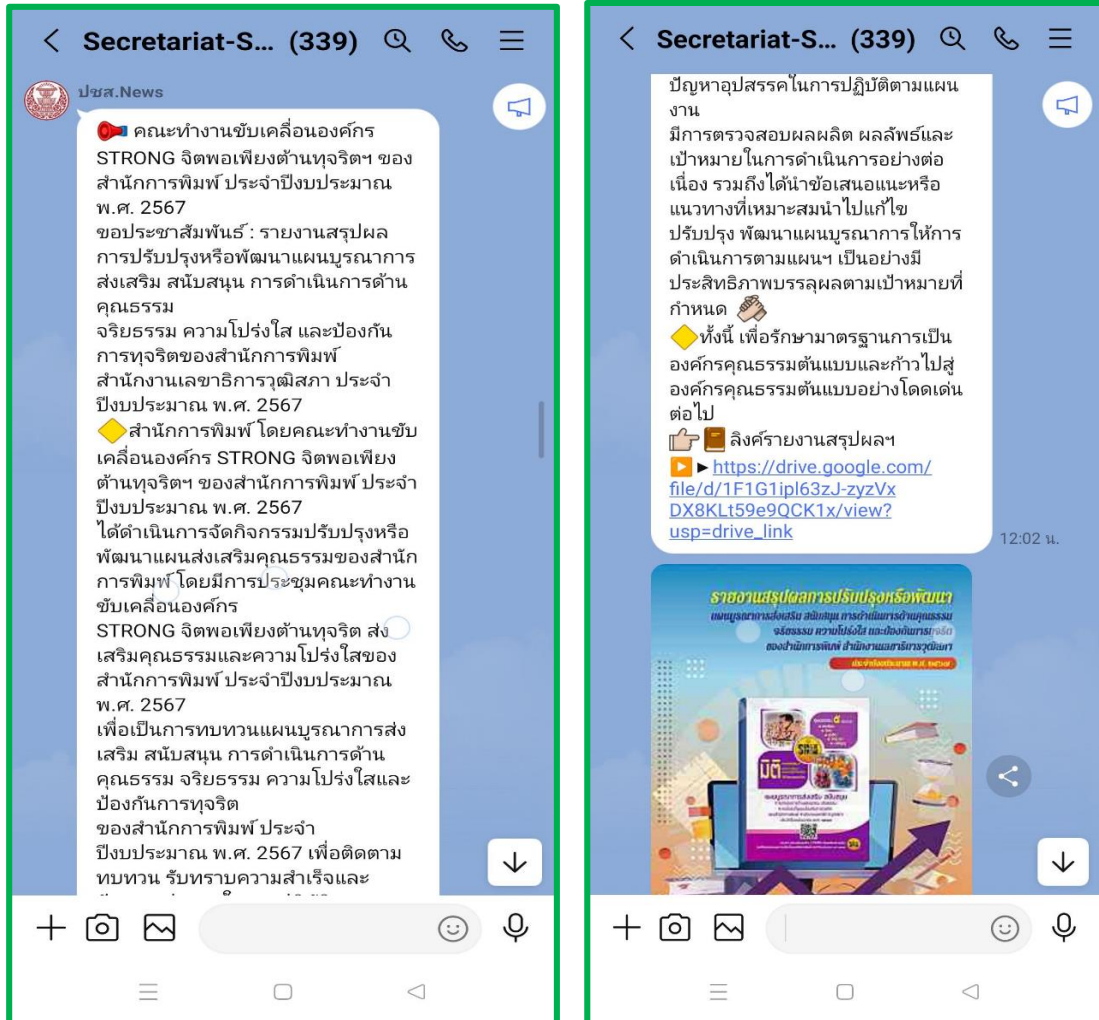 Secretariat-S... (339)
ปชส.News
คณะทำงานขับเคลื่อนองค์กร
STRONG จิตพอเพียงต้านทุจริตฯ ของ
สำนักการพิมพ์ ประจำปีงบประมาณ
พ.ศ. 2567
ขอประชาสัมพันธ์ : รายงานสรุปผล
การปรับปรุงหรือพัฒนาแผนบูรณาการ
ส่งเสริม สนับสนุน การดำเนินการด้าน
คุณธรรม
จริยธรรม ความโปร่งใส และป้องกัน
การทุจริตของสำนักการพิมพ์
สำนักงานเลขาธิการวุฒิสภา ประจำ
ปีงบประมาณ พ.ศ. 2567
สำนักการพิมพ์ โดยคณะทำงานขับ
เคลื่อนองค์กร STRONG จิตพอเพียง
ต้านทุจริตฯ ของสำนักการพิมพ์ ประจำ
ปีงบประมาณ พ.ศ. 2567
ได้ดำเนินการจัดกิจกรรมปรับปรุงหรือ
พัฒนาแผนส่งเสริมคุณธรรมของสำนัก
การพิมพ์ โดยมีการประชุมคณะทำงาน
ขับเคลื่อนองค์กร
STRONG จิตพอเพียงต้านทุจริต ส่ง
เสริมคุณธรรมและความโปร่งใสของ
สำนักการพิมพ์ ประจำปีงบประมาณ
พ.ศ. 2567
เพื่อเป็นการทบทวนแผนบูรณาการส่ง
เสริม สนับสนุน การดำเนินการด้าน
คุณธรรม จริยธรรม ความโปร่งใสและ
ป้องกันการทุจริต
ของสำนักการพิมพ์ ประจำ
ปีงบประมาณ พ.ศ. 2567 เพื่อติดตาม
ทบทวน รับทราบความสำเร็จและ
Secretariat-S... (339)
ปัญหาอุปสรรคในการปฏิบัติตามแผน
งาน
มีการตรวจสอบผลผลิต ผลลัพธ์และ
เป้าหมายในการดำเนินการอย่างต่อ
เนื่อง รวมถึงได้นำข้อเสนอแนะหรือ
แนวทางที่เหมาะสมนำไปแก้ไข
ปรับปรุง พัฒนาแผนบูรณาการให้การ
ดำเนินการตามแผนฯ เป็นอย่างมี
ประสิทธิภาพบรรลุผลตามเป้าหมายที่
กำหนด
ทั้งนี้ เพื่อรักษามาตรฐานการเป็น
องค์กรคุณธรรมต้นแบบและก้าวไปสู่
องค์กรคุณธรรมต้นแบบอย่างโดดเด่น
ต่อไป
ลิงค์รายงานสรุปผลฯ
https://drive.google.com/
file/d/1F1G1ipl63zJ-zyzVx
DX8KLt59e9QCK1x/view?
usp=drive_link
12:02 น.
รายงานสรุปผลการปรับปรุงหรือพัฒนา
แผนบูรณาการส่งเสริม สนับสนุน การดำเนินการด้านคุณธรรม
จริยธรรม ความโปร่งใส และป้องกันการทุจริต
ของสำนักการพิมพ์ สำนักงานเลขาธิการวุฒิสภา
ประจำปีงบประมาณ พ.ศ. ๒๕๖๗
มิติ